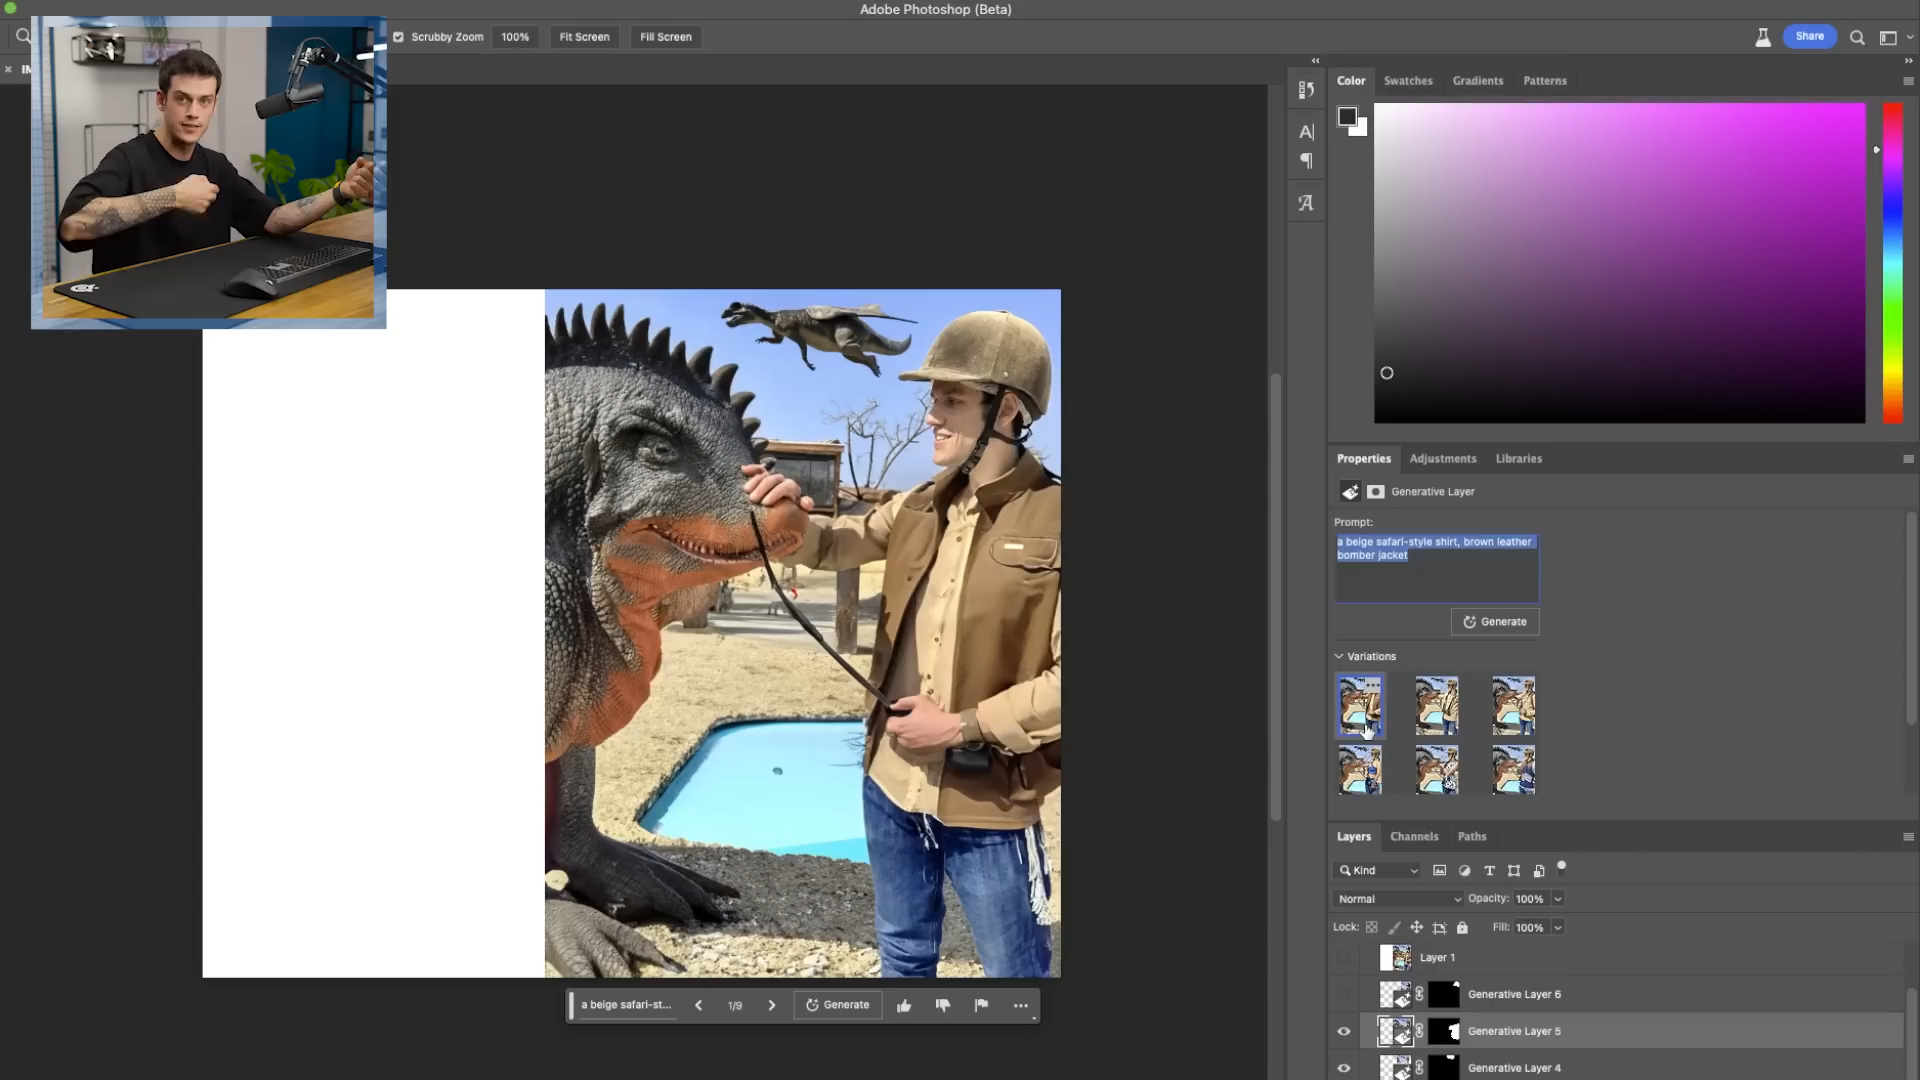 Adobe Photoshop (Beta)
Scrubby Zoom
100%
Fit Screen
Fill Screen
Share
Color
Swatches
Gradients
Patterns
Properties
Adjustments
Libraries
Generative Layer
Prompt:
a beige safari-style shirt, brown leather
bomber jacket
Generate
Variations
Layers
Channels
Paths
Kind
Normal
Opacity: 100%
Lock:
Fill: 100%
Layer 1
Generative Layer 6
Generative Layer 5
Generative Layer 4
a beige safari-st...
1/9
Generate